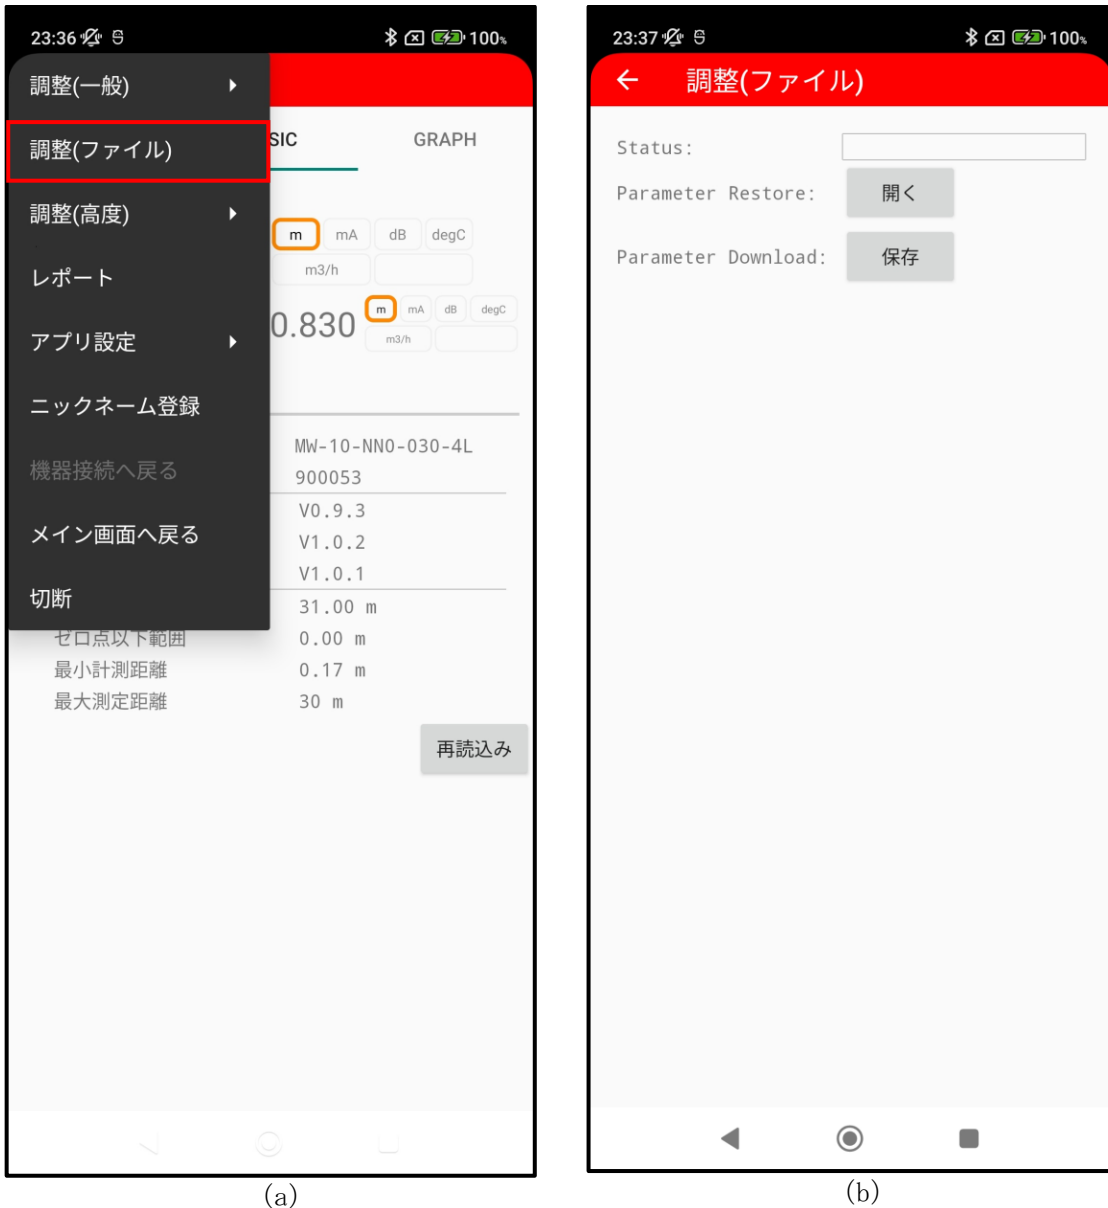 23:36 100%
調整(一般)
調整(ファイル)
調整(高度)
レポート
アプリ設定
ニックネーム登録
機器接続へ戻る
メイン画面へ戻る
切断
SIC GRAPH
m mA dB degC
m3/h
0.830 m mA dB degC
m3/h
MW-10-NN0-030-4L
900053
V0.9.3
V1.0.2
V1.0.1
31.00 m
ゼロ点以下範囲 0.00 m
最小計測距離 0.17 m
最大測定距離 30 m
再読込み
(a)
23:37 100%
調整(ファイル)
Status:
Parameter Restore: 開く
Parameter Download: 保存
(b)